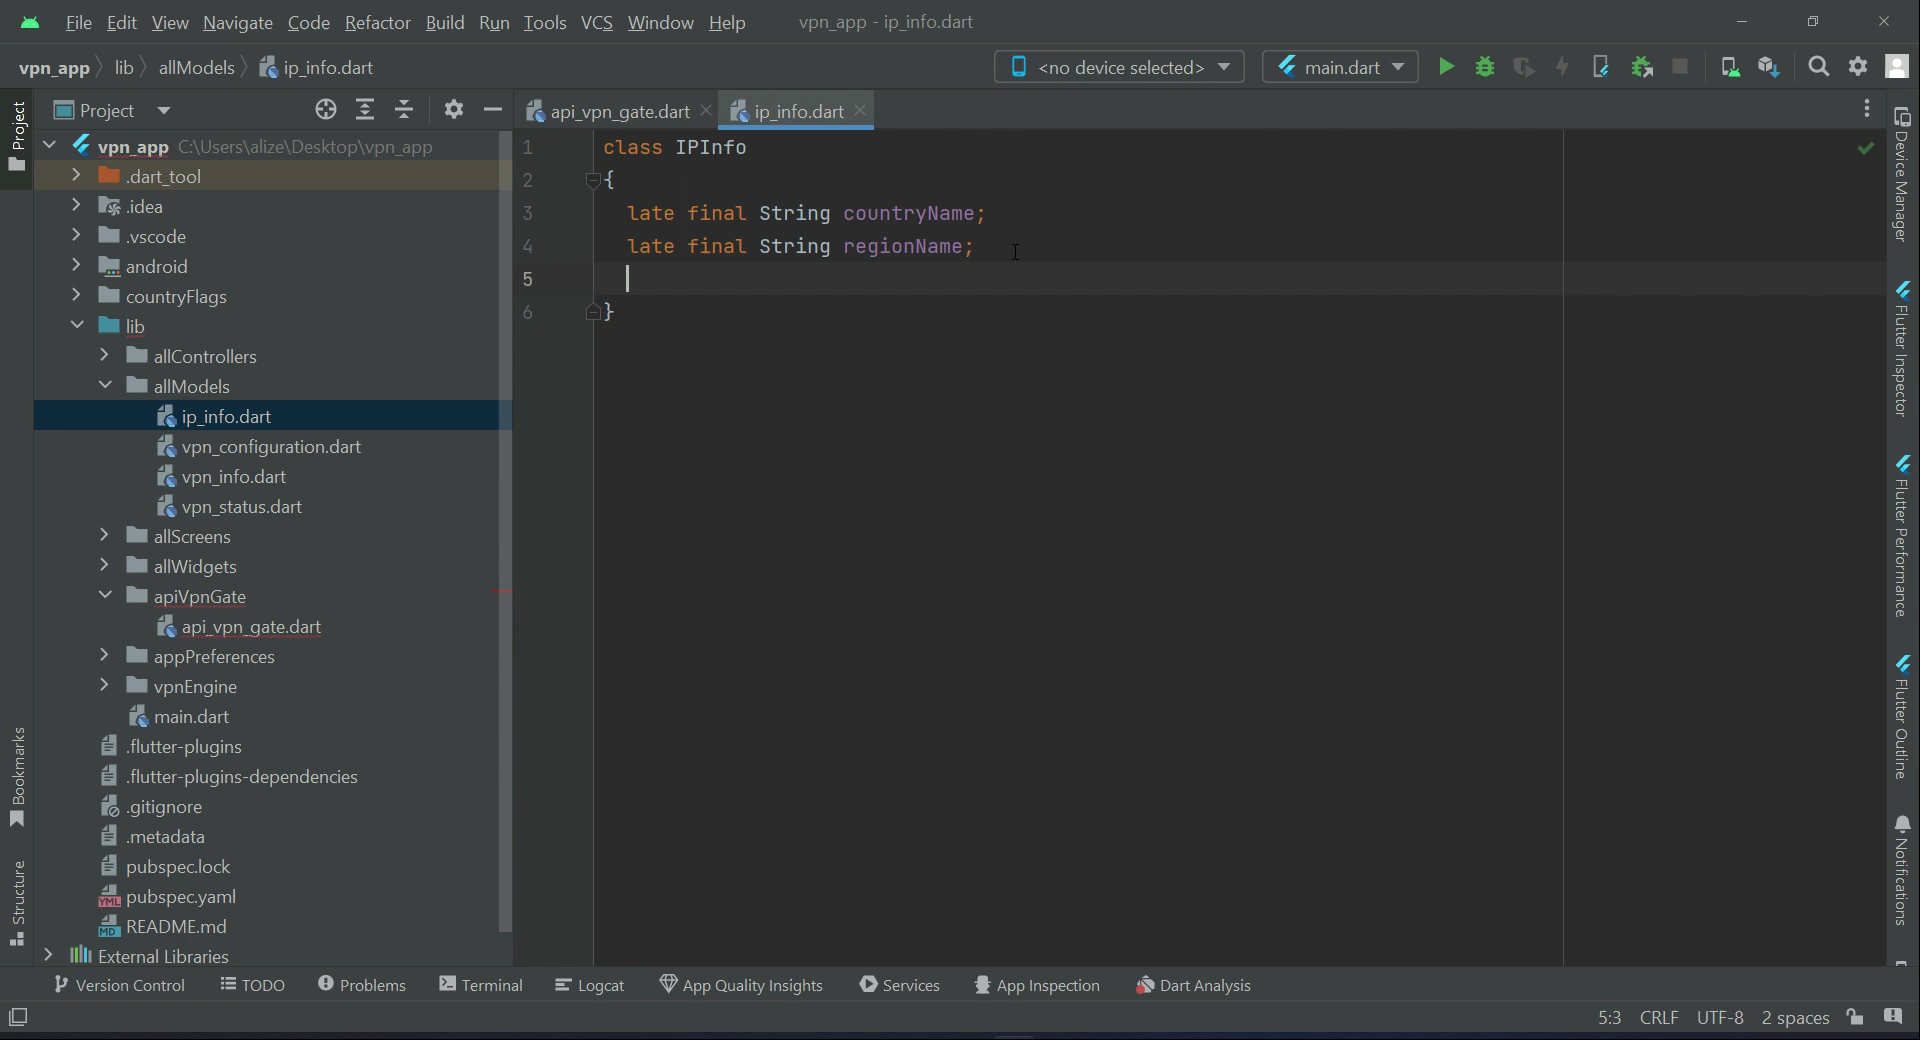 File Edit View Navigate Code Refactor Build Run Tools VCS Window Help vpn_app - ip_info.dart
vpn_app lib allModels ip_info.dart <no device selected> main.dart
Project
api_vpn_gate.dart ip_info.dart
Project
Bookmarks
Structure
vpn_app C:\Users\alize\Desktop\vpn_app
.dart_tool
.idea
.vscode
android
countryFlags
lib
allControllers
allModels
ip_info.dart
vpn_configuration.dart
vpn_info.dart
vpn_status.dart
allScreens
allWidgets
apiVpnGate
api_vpn_gate.dart
appPreferences
vpnEngine
main.dart
.flutter-plugins
.flutter-plugins-dependencies
.gitignore
.metadata
pubspec.lock
YML pubspec.yaml
MD README.md
External Libraries
1 class IPInfo
2 {
3 late final String countryName;
4 late final String regionName;
5
6 }
Device Manager
Flutter Inspector
Flutter Performance
Flutter Outline
Notifications
Version Control TODO Problems Terminal Logcat App Quality Insights Services App Inspection Dart Analysis
5:3 CRLF UTF-8 2 spaces